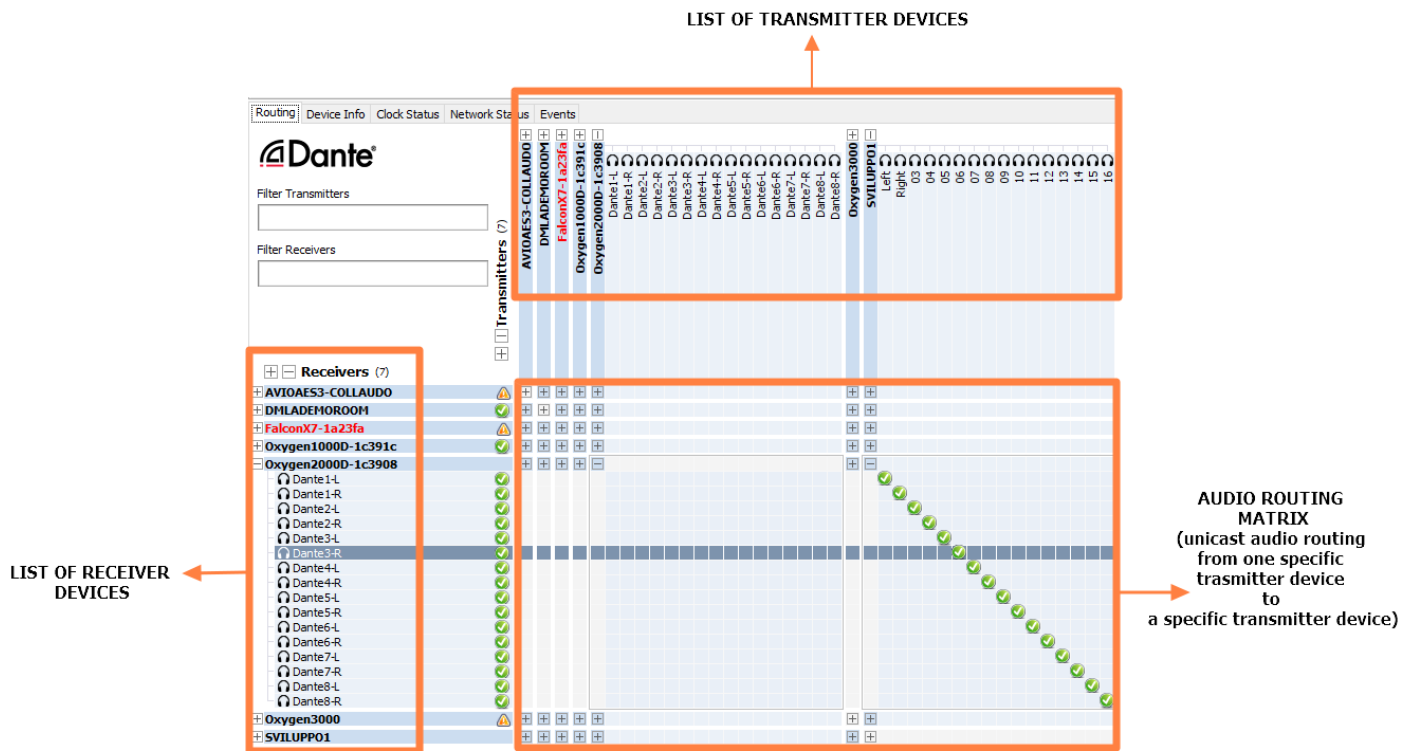 LIST OF TRANSMITTER DEVICES
Routing Device Info Clock Status Network Status Events
Dante®
Filter Transmitters
Filter Receivers
Transmitters (7)
AVIOAES3-COLLAUDO
DMLADEMOROOM
FalconX7-1a23fa
Oxygen1000D-1c391c
Oxygen2000D-1c3908
Dante1-L
Dante1-R
Dante2-L
Dante2-R
Dante3-L
Dante3-R
Dante4-L
Dante4-R
Dante5-L
Dante5-R
Dante6-L
Dante6-R
Dante7-L
Dante7-R
Dante8-L
Dante8-R
Oxygen3000
SVILUPPO1
Left
Right
03
04
05
06
07
08
09
10
11
12
13
14
15
16
Receivers (7)
AVIOAES3-COLLAUDO
DMLADEMOROOM
FalconX7-1a23fa
Oxygen1000D-1c391c
Oxygen2000D-1c3908
Dante1-L
Dante1-R
Dante2-L
Dante2-R
Dante3-L
Dante3-R
Dante4-L
Dante4-R
Dante5-L
Dante5-R
Dante6-L
Dante6-R
Dante7-L
Dante7-R
Dante8-L
Dante8-R
Oxygen3000
SVILUPPO1
LIST OF RECEIVER
DEVICES
AUDIO ROUTING
MATRIX
(unicast audio routing
from one specific
trasmitter device
to
a specific transmitter device)